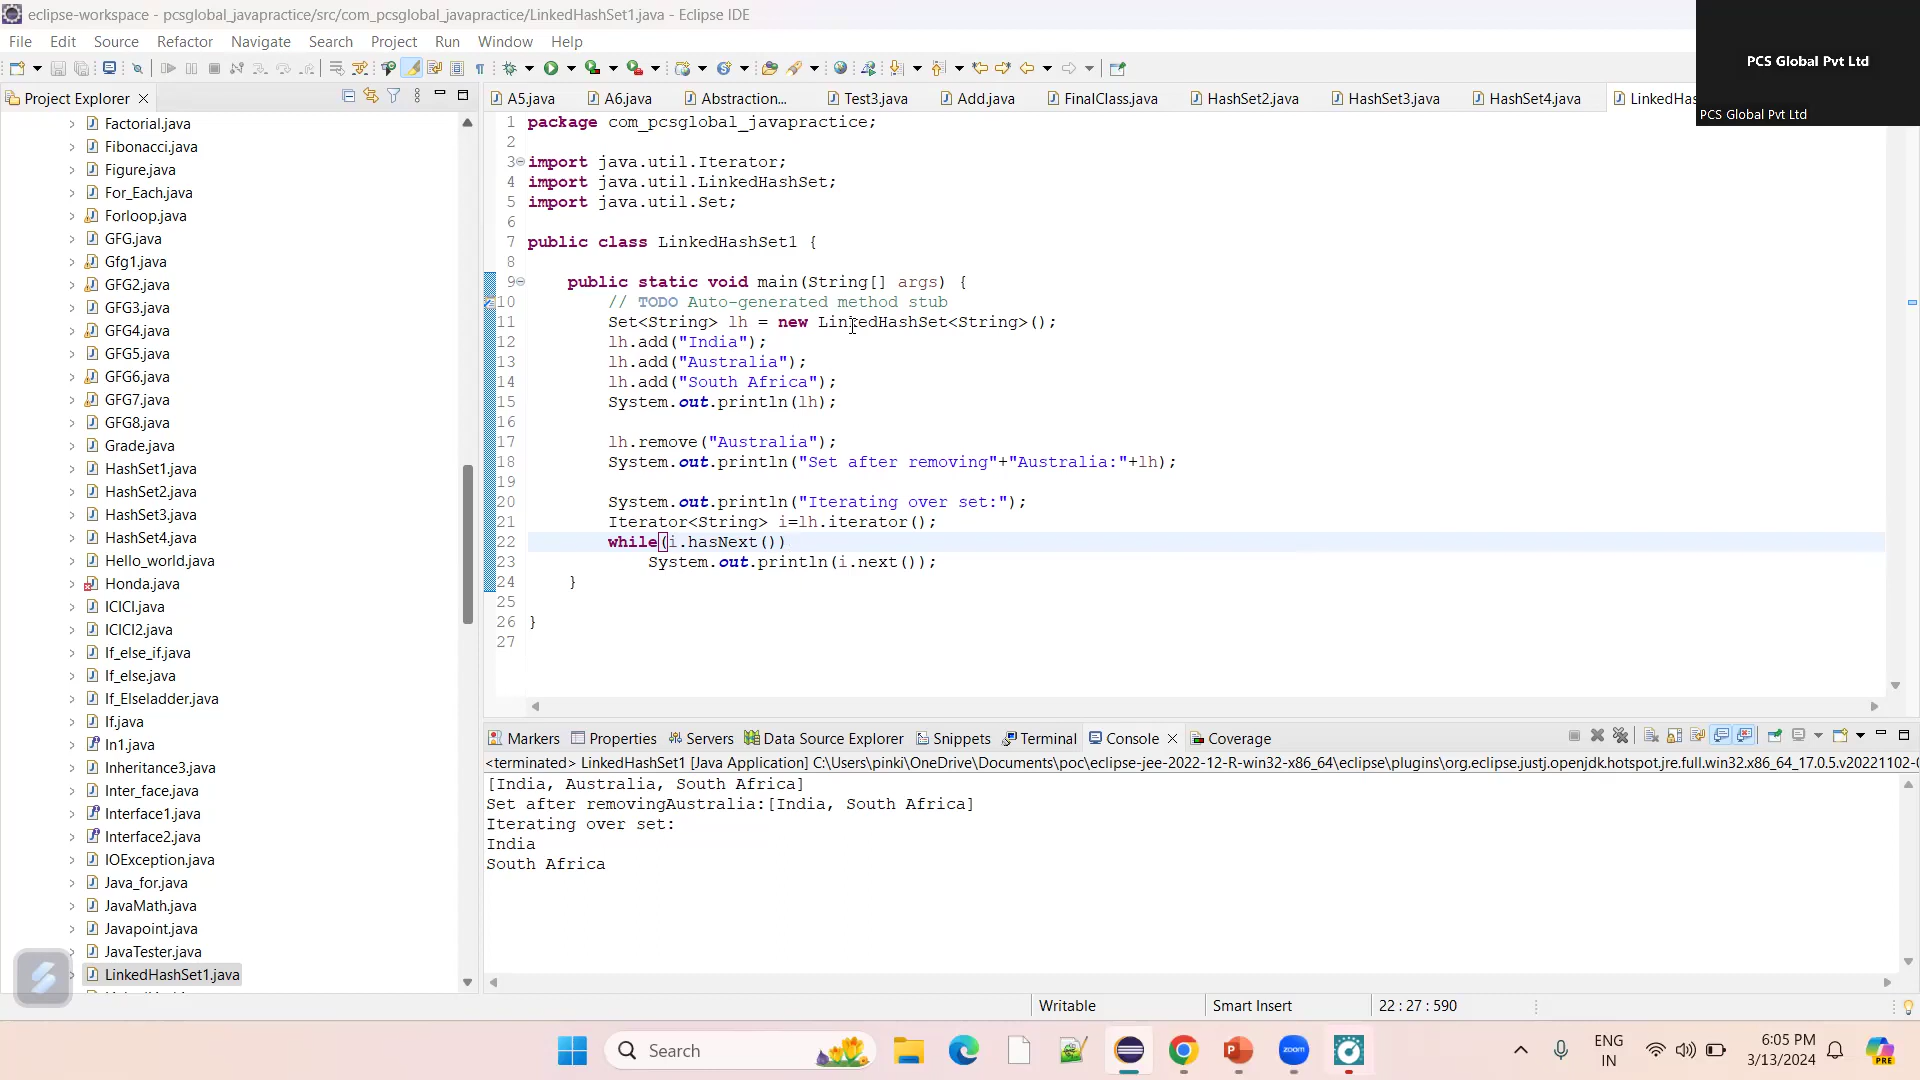 eclipse-workspace - pcsglobal_javapractice/src/com_pcsglobal_javapractice/LinkedHashSet1.java - Eclipse IDE
File Edit Source Refactor Navigate Search Project Run Window Help
PCS Global Pvt Ltd
PCS Global Pvt Ltd
Project Explorer
A5.java A6.java Abstraction... Test3.java Add.java FinalClass.java HashSet2.java HashSet3.java HashSet4.java LinkedHas
Factorial.java
Fibonacci.java
Figure.java
For_Each.java
Forloop.java
GFG.java
Gfg1.java
GFG2.java
GFG3.java
GFG4.java
GFG5.java
GFG6.java
GFG7.java
GFG8.java
Grade.java
HashSet1.java
HashSet2.java
HashSet3.java
HashSet4.java
Hello_world.java
Honda.java
ICICI.java
ICICI2.java
If_else_if.java
If_else.java
If_Elseladder.java
If.java
In1.java
Inheritance3.java
Inter_face.java
Interface1.java
Interface2.java
IOException.java
Java_for.java
JavaMath.java
Javapoint.java
JavaTester.java
LinkedHashSet1.java
1 package com_pcsglobal_javapractice;
2
3 import java.util.Iterator;
4 import java.util.LinkedHashSet;
5 import java.util.Set;
6
7 public class LinkedHashSet1 {
8
9 public static void main(String[] args) {
10 // TODO Auto-generated method stub
11 Set<String> lh = new LinkedHashSet<String>();
12 lh.add("India");
13 lh.add("Australia");
14 lh.add("South Africa");
15 System.out.println(lh);
16
17 lh.remove("Australia");
18 System.out.println("Set after removing"+"Australia:"+lh);
19
20 System.out.println("Iterating over set:");
21 Iterator<String> i=lh.iterator();
22 while(i.hasNext())
23 System.out.println(i.next());
24 }
25
26 }
27
Markers Properties Servers Data Source Explorer Snippets Terminal Console Coverage
<terminated> LinkedHashSet1 [Java Application] C:\Users\pinki\OneDrive\Documents\poc\eclipse-jee-2022-12-R-win32-x86_64\eclipse\plugins\org.eclipse.justj.openjdk.hotspot.jre.full.win32.x86_64_17.0.5.v20221102-0
[India, Australia, South Africa]
Set after removingAustralia:[India, South Africa]
Iterating over set:
India
South Africa
Writable Smart Insert 22 : 27 : 590
Search
zoom
ENG
IN
6:05 PM
3/13/2024
PRE